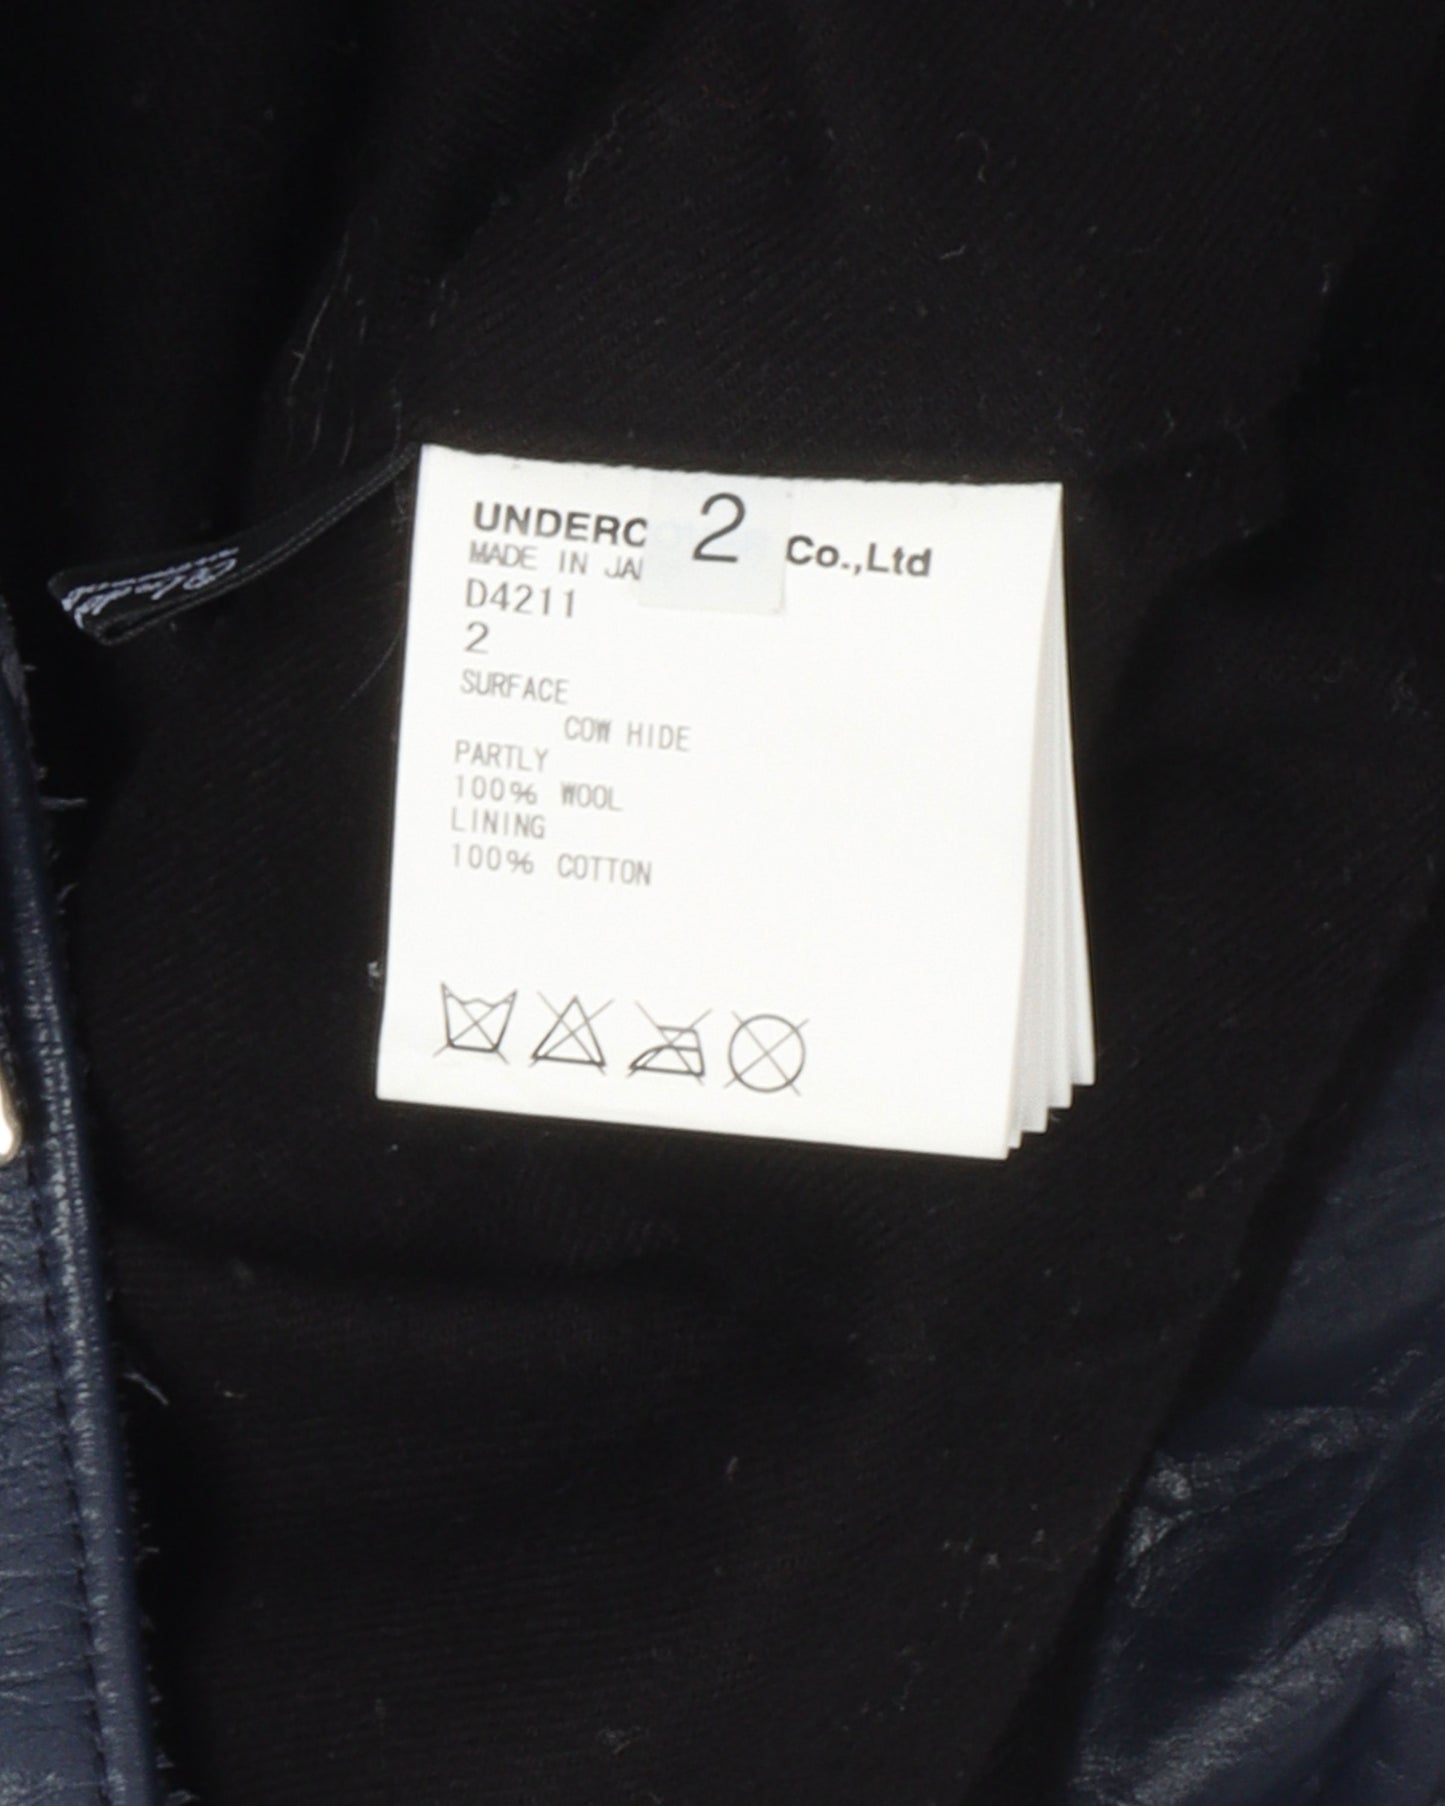 2
UNDERC Co.,Ltd
MADE IN JA
D4211
2
SURFACE
COW HIDE
PARTLY
100% WOOL
LINING
100% COTTON